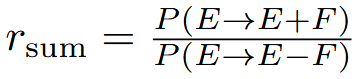 r_sum = P(E→E+F) / P(E→E−F)